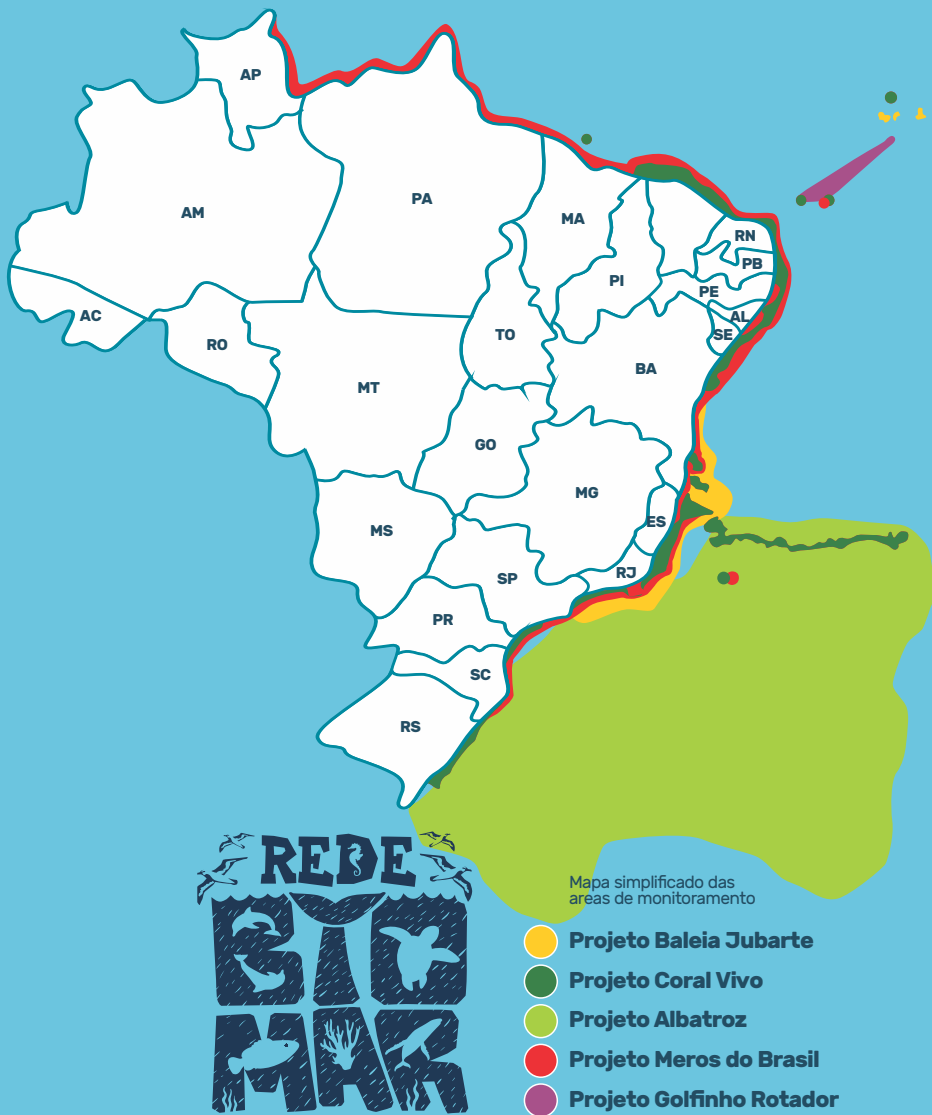 AP
AM
PA
MA
RN
PB
PI
PE
AL
SE
AC
RO
TO
BA
MT
GO
MG
MS
ES
SP
RJ
PR
SC
RS
REDE
BIO
MAR
Mapa simplificado das
areas de monitoramento
Projeto Baleia Jubarte
Projeto Coral Vivo
Projeto Albatroz
Projeto Meros do Brasil
Projeto Golfinho Rotador